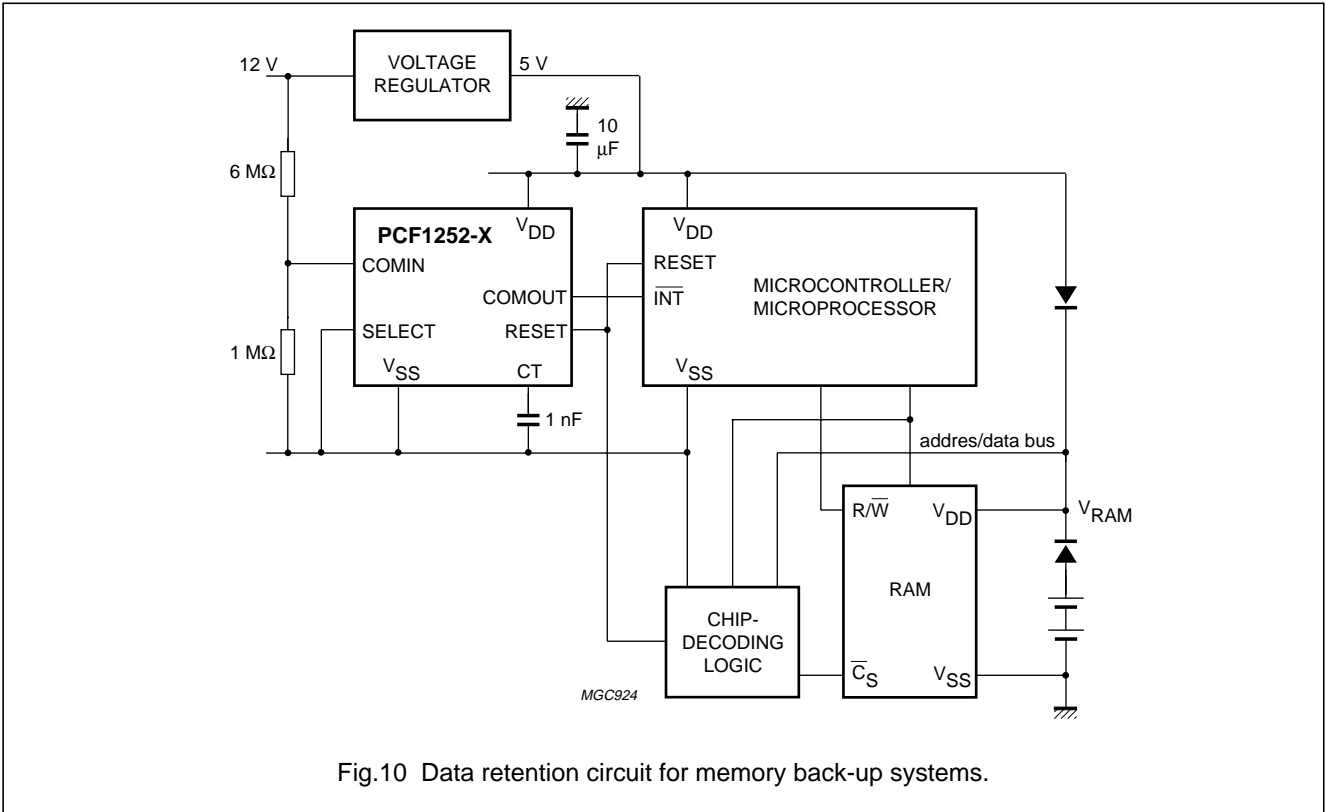 12 V
VOLTAGE
REGULATOR
5 V
10
μF
6 MΩ
1 MΩ
PCF1252-X
VDD
COMIN
COMOUT
SELECT
RESET
VSS
CT
1 nF
VDD
RESET
INT
MICROCONTROLLER/
MICROPROCESSOR
VSS
addres/data bus
R/W
VDD
VRAM
RAM
CHIP-
DECODING
LOGIC
CS
VSS
MGC924
Fig.10 Data retention circuit for memory back-up systems.